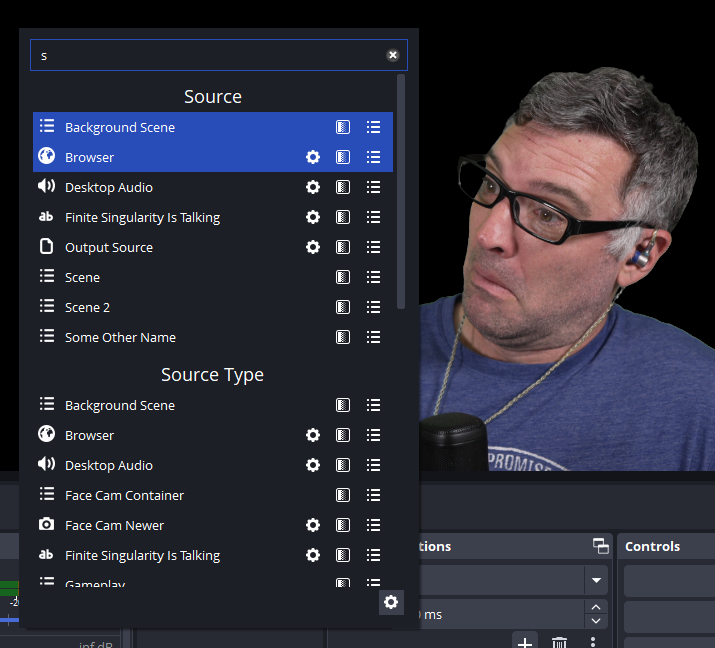 s
Source
Background Scene
Browser
Desktop Audio
ab Finite Singularity Is Talking
Output Source
Scene
Scene 2
Some Other Name
Source Type
Background Scene
Browser
Desktop Audio
Face Cam Container
Face Cam Newer
ab Finite Singularity Is Talking
Gameplay
PROMIS
tions
Controls
ms
-2
inf dB